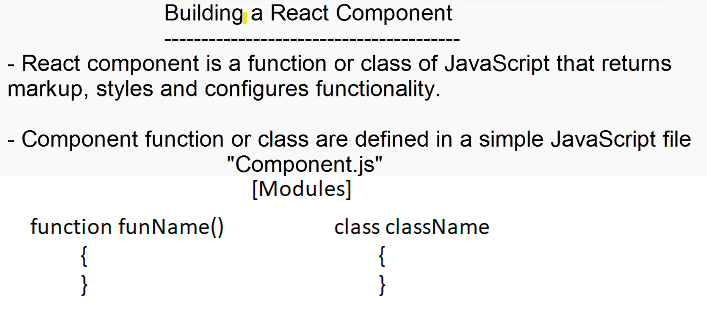 Building a React Component
----------------------------------------
- React component is a function or class of JavaScript that returns
markup, styles and configures functionality.
- Component function or class are defined in a simple JavaScript file
"Component.js"
[Modules]
function funName() class className
{ {
} }